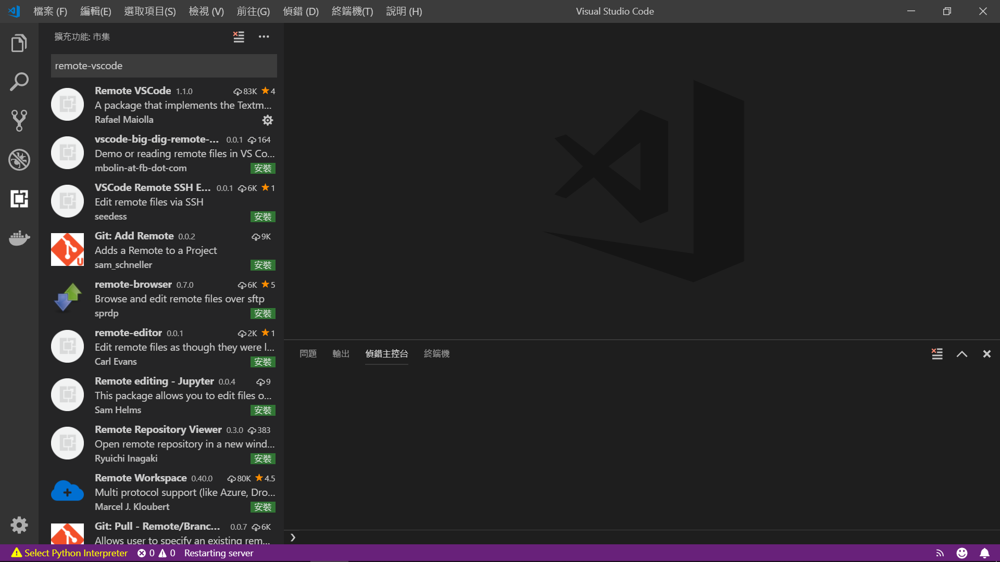 檔案 (F) 編輯(E) 選取項目(S) 檢視 (V) 前往(G) 偵錯 (D) 終端機(T) 說明 (H) Visual Studio Code
擴充功能: 市集
remote-vscode
Remote VSCode 1.1.0 83K 4
A package that implements the Textm...
Rafael Maiolla
vscode-big-dig-remote-... 0.0.1 164
Demo or reading remote files in VS Co...
mbolin-at-fb-dot-com 安裝
VSCode Remote SSH E... 0.0.1 6K 1
Edit remote files via SSH
seedess 安裝
Git: Add Remote 0.0.2 9K
Adds a Remote to a Project
sam_schneller 安裝
remote-browser 0.7.0 6K 5
Browse and edit remote files over sftp
sprdp 安裝
remote-editor 0.0.1 2K 1
Edit remote files as though they were l...
Carl Evans 安裝
Remote editing - Jupyter 0.0.4 9
This package allows you to edit files o...
Sam Helms 安裝
Remote Repository Viewer 0.3.0 383
Open remote repository in a new wind...
Ryuichi Inagaki 安裝
Remote Workspace 0.40.0 80K 4.5
Multi protocol support (like Azure, Dro...
Marcel J. Kloubert 安裝
Git: Pull - Remote/Branc... 0.0.7 6K
Allows user to specify an existing rem...
問題 輸出 偵錯主控台 終端機
Select Python Interpreter 0 0 Restarting server